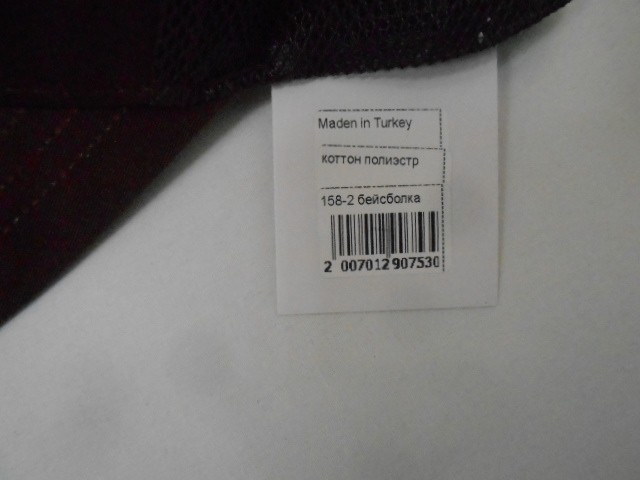 Maden in Turkey
коттон полиэстр
158-2 бейсболка
2 007012 907530